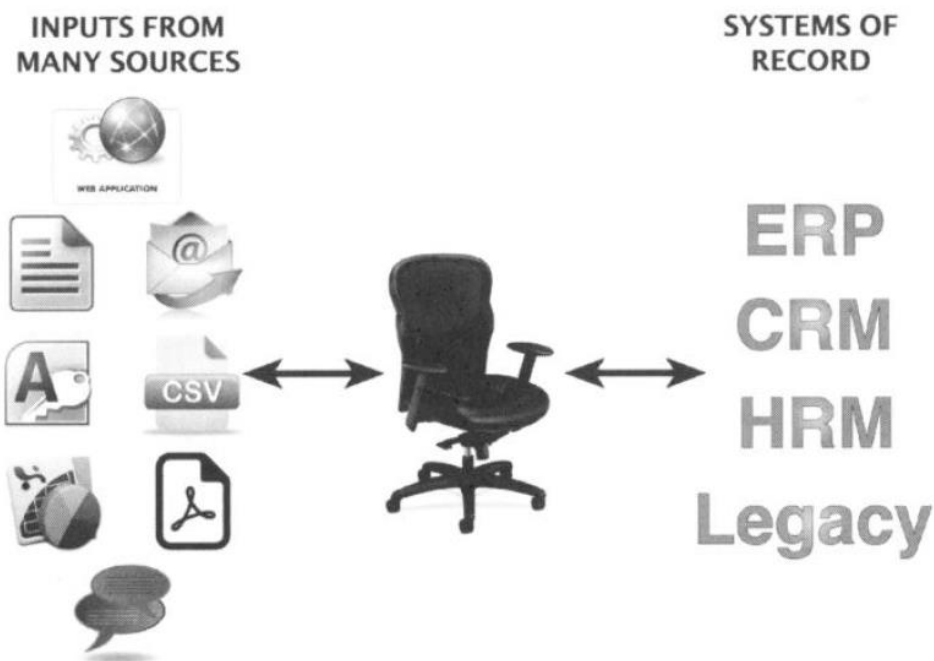 INPUTS FROM
MANY SOURCES
SYSTEMS OF
RECORD
WEB APPLICATION
@
A
CSV
ERP
CRM
HRM
Legacy